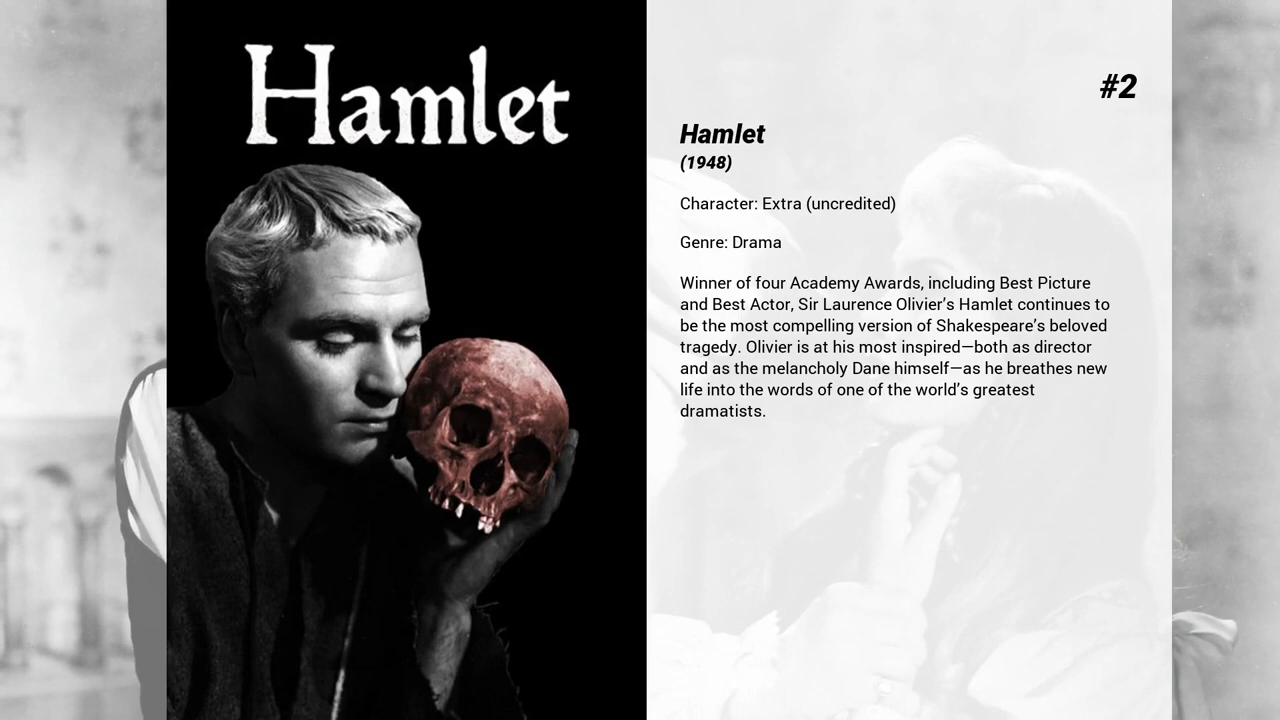 Hamlet
#2
Hamlet
(1948)
Character: Extra (uncredited)
Genre: Drama
Winner of four Academy Awards, including Best Picture
and Best Actor, Sir Laurence Olivier’s Hamlet continues to
be the most compelling version of Shakespeare’s beloved
tragedy. Olivier is at his most inspired—both as director
and as the melancholy Dane himself—as he breathes new
life into the words of one of the world’s greatest
dramatists.